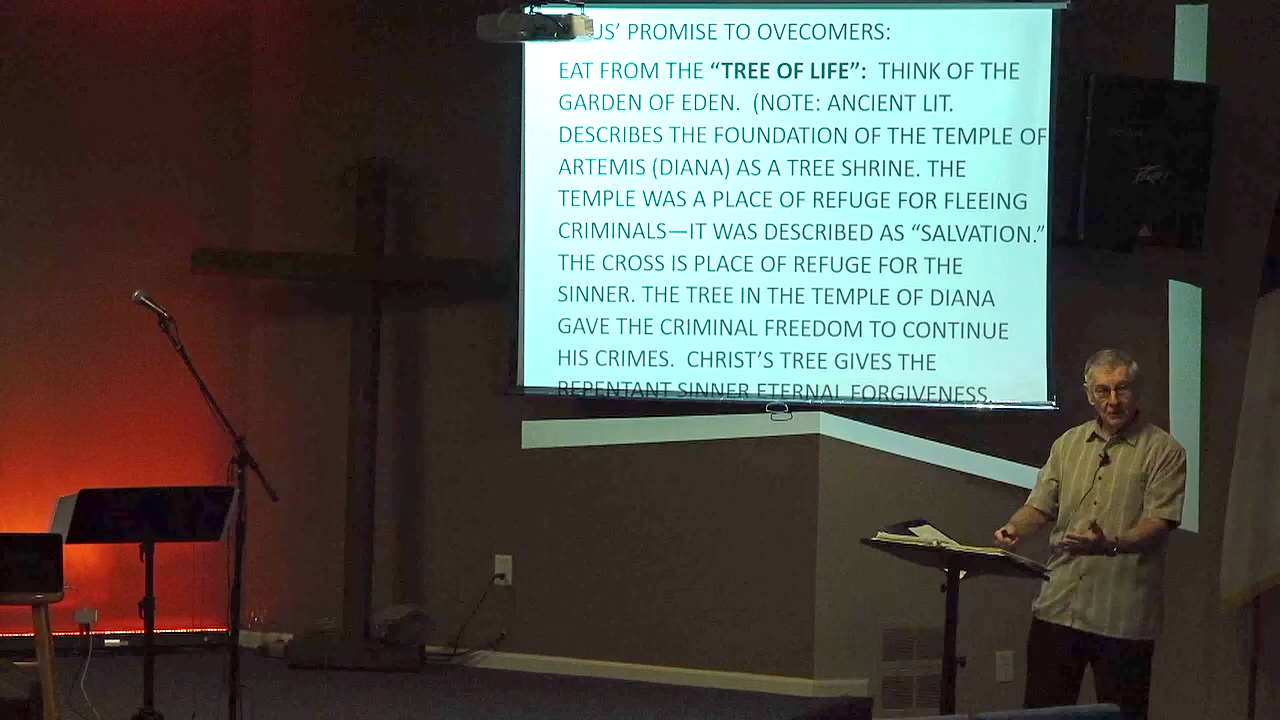 US’ PROMISE TO OVECOMERS:
EAT FROM THE “TREE OF LIFE”: THINK OF THE
GARDEN OF EDEN. (NOTE: ANCIENT LIT.
DESCRIBES THE FOUNDATION OF THE TEMPLE OF
ARTEMIS (DIANA) AS A TREE SHRINE. THE
TEMPLE WAS A PLACE OF REFUGE FOR FLEEING
CRIMINALS—IT WAS DESCRIBED AS “SALVATION.”
THE CROSS IS PLACE OF REFUGE FOR THE
SINNER. THE TREE IN THE TEMPLE OF DIANA
GAVE THE CRIMINAL FREEDOM TO CONTINUE
HIS CRIMES. CHRIST’S TREE GIVES THE
REPENTANT SINNER ETERNAL FORGIVENESS.